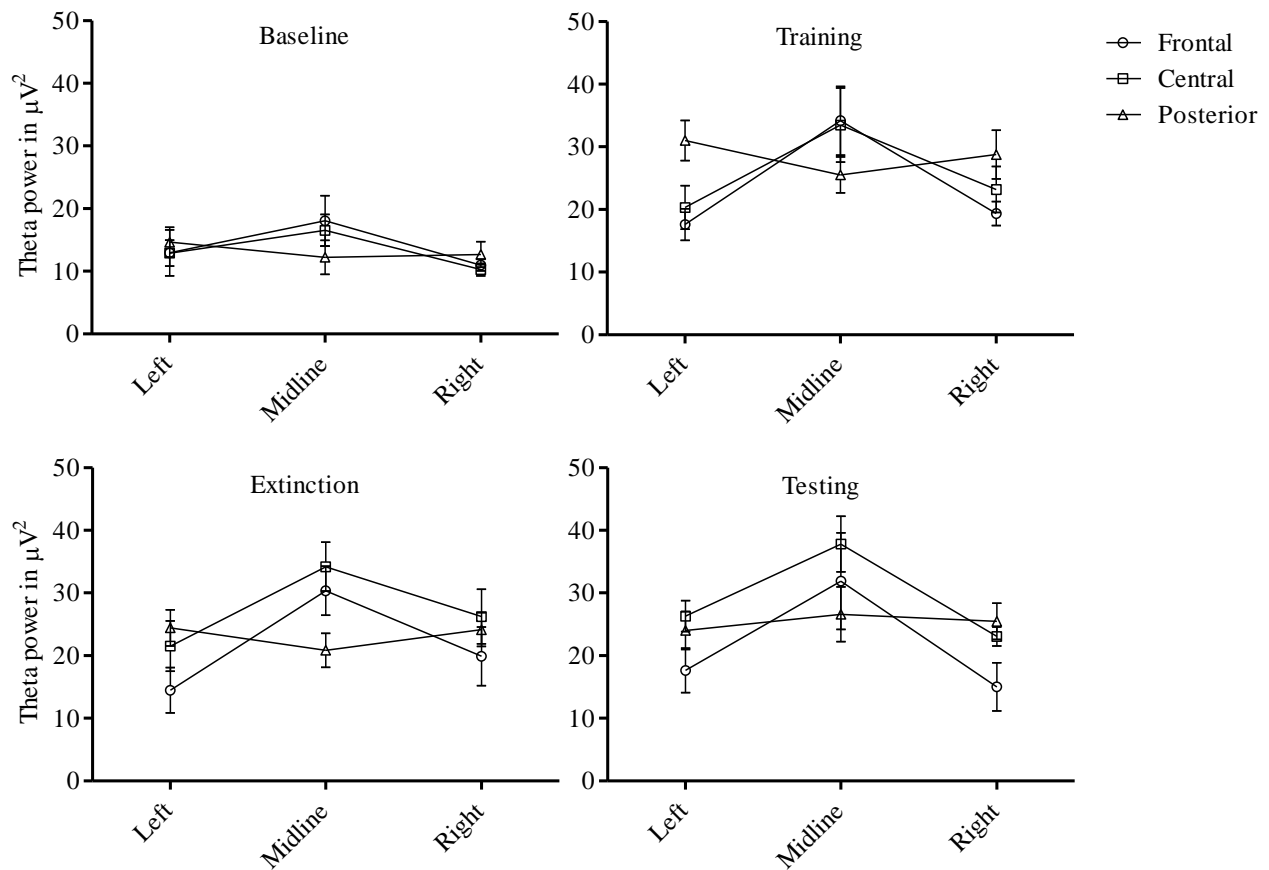 Baseline
Theta power in µV²
50
40
30
20
10
0
Left
Midline
Right
Training
50
40
30
20
10
0
Left
Midline
Right
Frontal
Central
Posterior
Extinction
Theta power in µV²
50
40
30
20
10
0
Left
Midline
Right
Testing
50
40
30
20
10
0
Left
Midline
Right